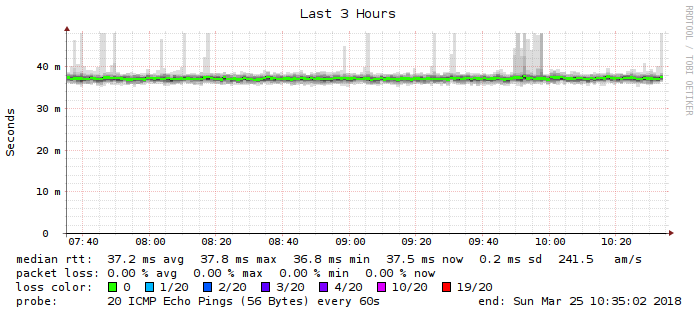 Last 3 Hours
RRDTOOL / TOBI OETIKER
Seconds
40 m
30 m
20 m
10 m
0
07:40 08:00 08:20 08:40 09:00 09:20 09:40 10:00 10:20
median rtt: 37.2 ms avg 37.8 ms max 36.8 ms min 37.5 ms now 0.2 ms sd 241.5 am/s
packet loss: 0.00 % avg 0.00 % max 0.00 % min 0.00 % now
loss color: 0 1/20 2/20 3/20 4/20 10/20 19/20
probe: 20 ICMP Echo Pings (56 Bytes) every 60s end: Sun Mar 25 10:35:02 2018